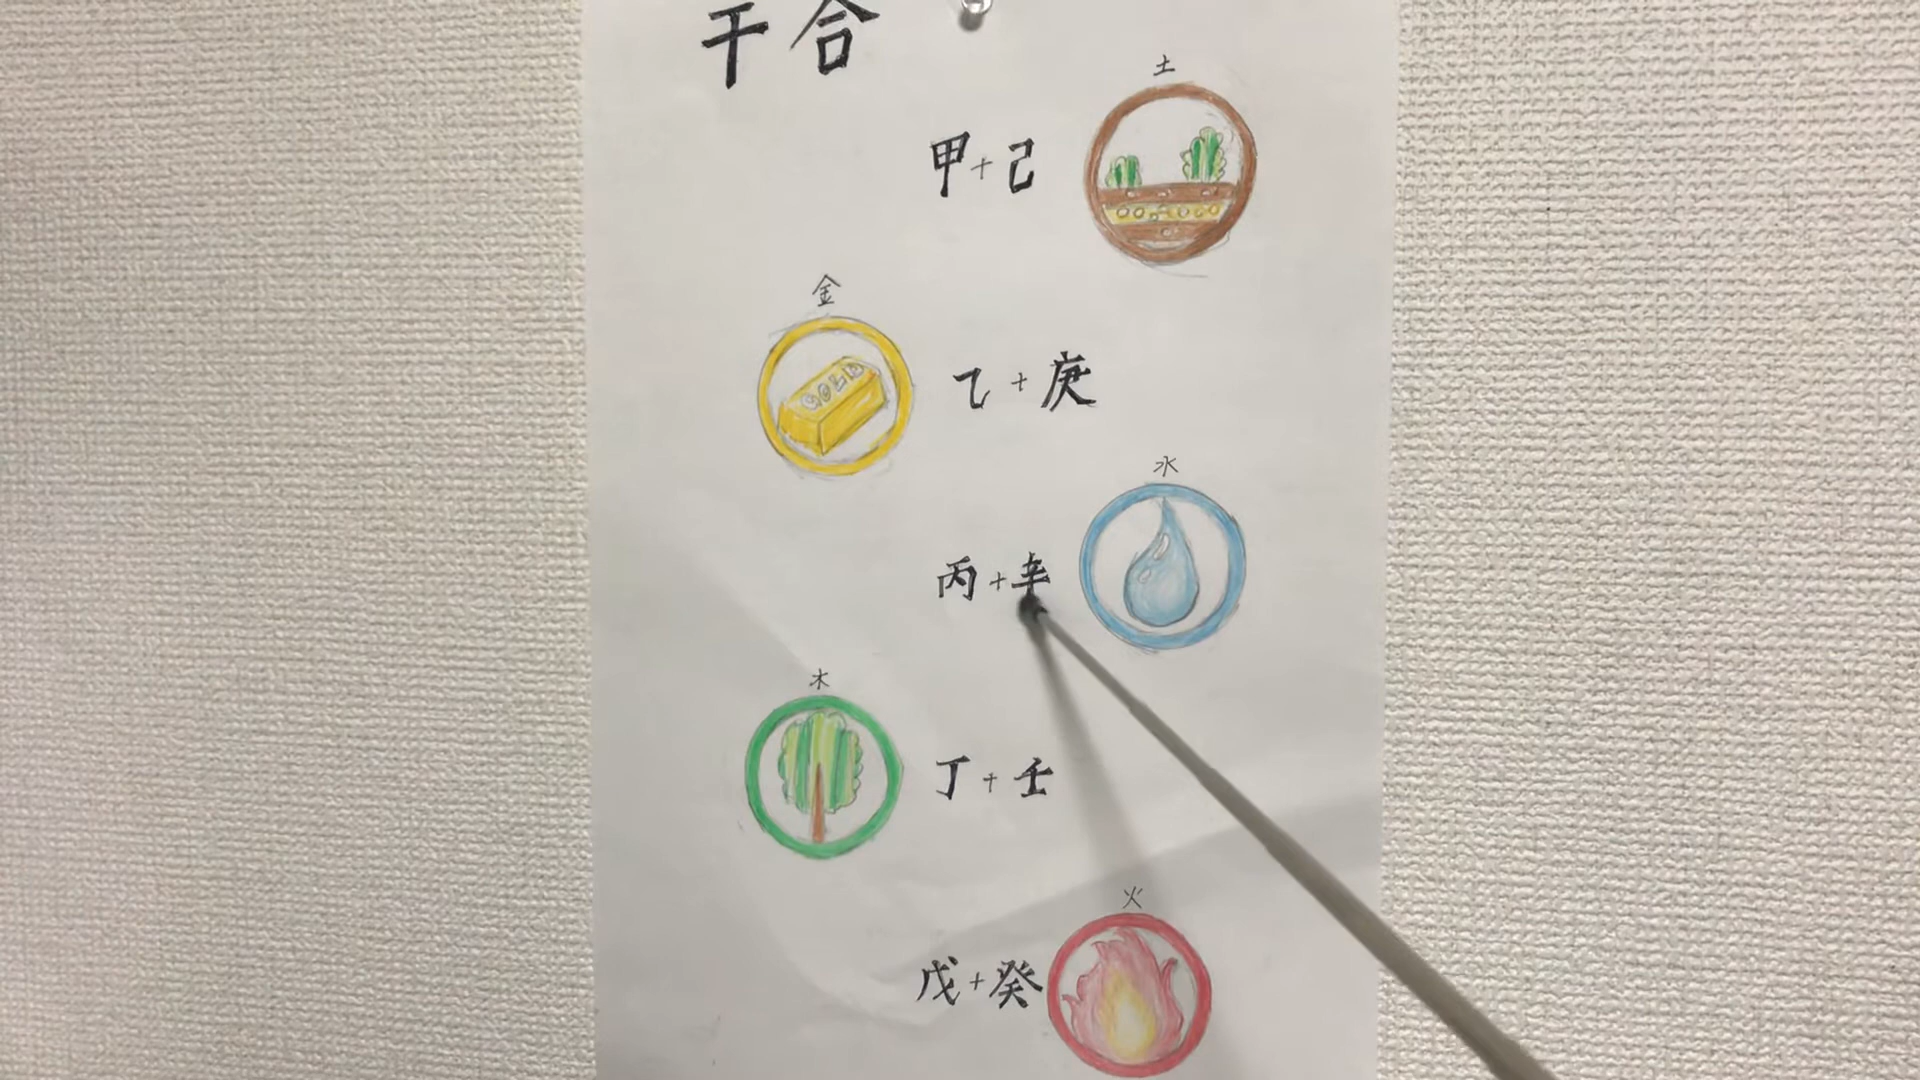 干合
土
甲+己
金
GOLD
乙+庚
水
丙+辛
木
丁+壬
火
戊+癸